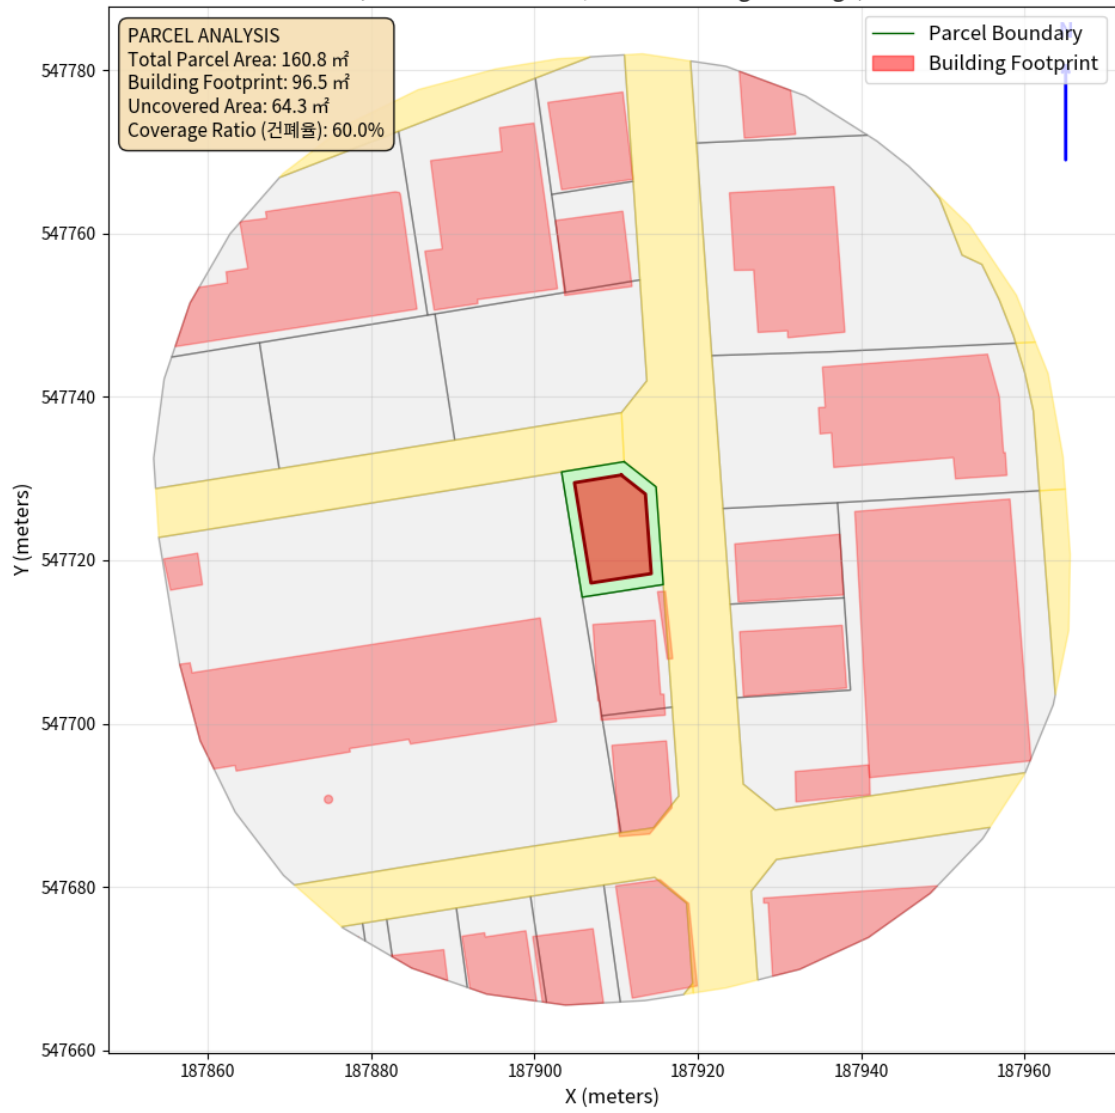 PARCEL ANALYSIS
Total Parcel Area: 160.8 ㎡
Building Footprint: 96.5 ㎡
Uncovered Area: 64.3 ㎡
Coverage Ratio (건폐율): 60.0%
N
Parcel Boundary
Building Footprint
547780
547760
547740
547720
547700
547680
547660
Y (meters)
187860
187880
187900
187920
187940
187960
X (meters)